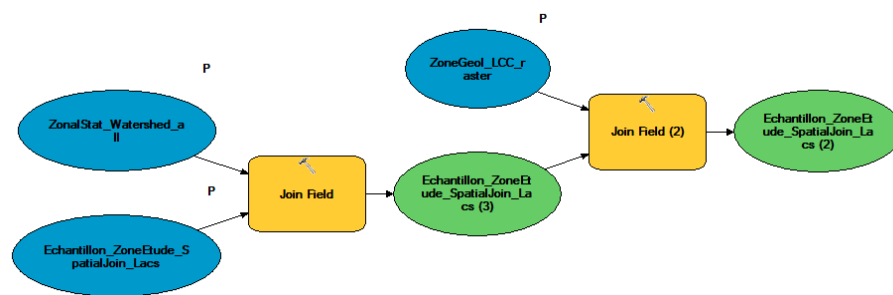 P
ZoneGeol_LCC_r
aster
P
ZonalStat_Watershed_a
ll
Join Field (2)
Echantillon_ZoneEt
ude_SpatialJoin_La
cs (2)
P
Join Field
Echantillon_ZoneEt
ude_SpatialJoin_La
cs (3)
Echantillon_ZoneEtude_S
patialJoin_Lacs